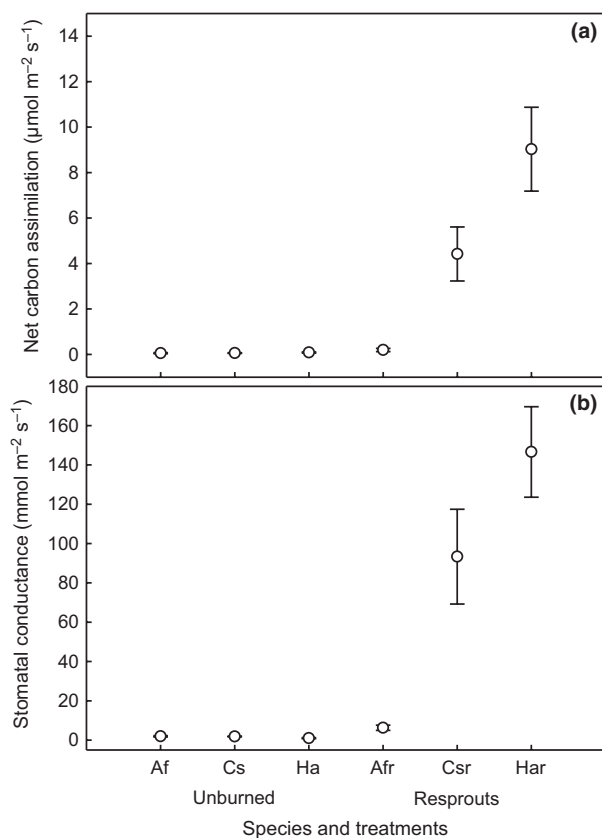 (a)
Net carbon assimilation (µmol m⁻² s⁻¹)
14
12
10
8
6
4
2
0
(b)
Stomatal conductance (mmol m⁻² s⁻¹)
180
160
140
120
100
80
60
40
20
0
Af Cs Ha Afr Csr Har
Unburned Resprouts
Species and treatments